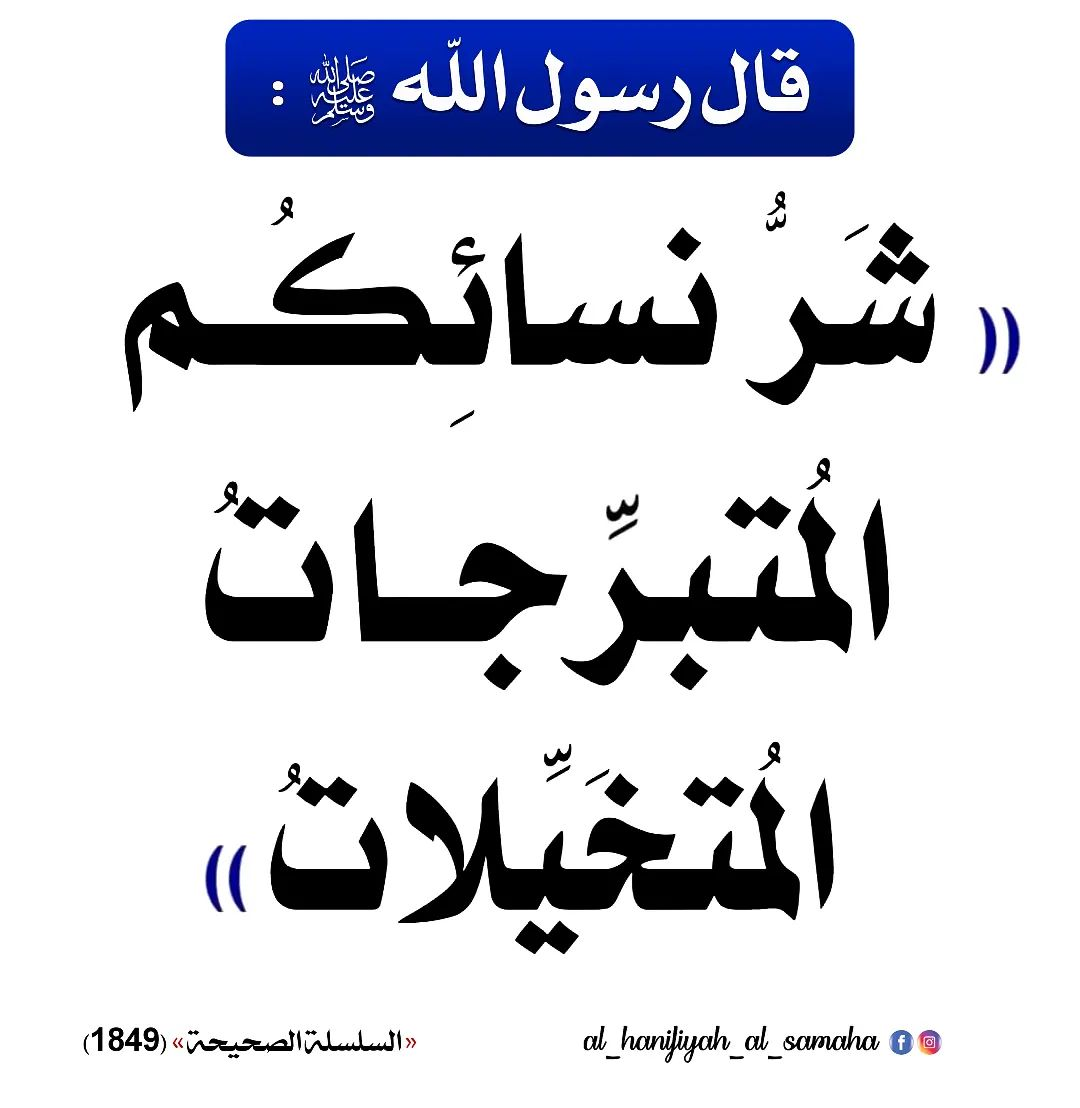 قال رسول الله ﷺ :
(( شَرُّ نسائِكُم
المُتبرِّجاتُ
المُتخَيِّلاتُ ))
«السلسلة الصحيحة» (1849)
al_hanifiyah_al_samaha